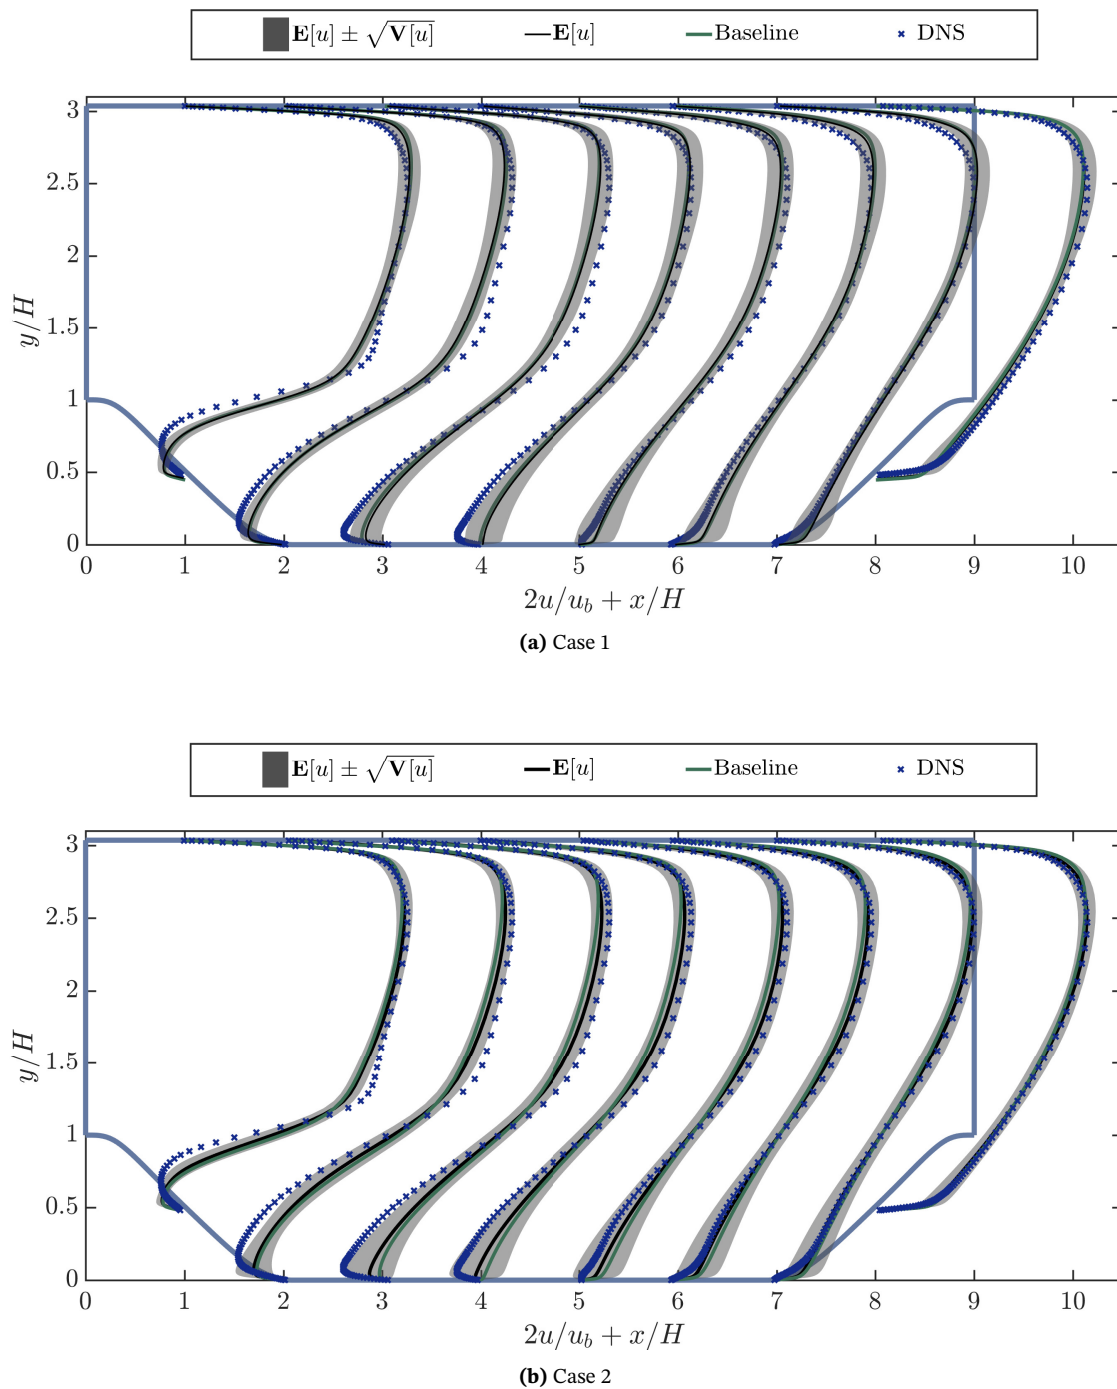 E[u] ± √V[u] E[u] Baseline DNS
3
2.5
2
1.5
1
0.5
0
y/H
0 1 2 3 4 5 6 7 8 9 10
2u/u_b + x/H
(a) Case 1
E[u] ± √V[u] E[u] Baseline DNS
3
2.5
2
1.5
1
0.5
0
y/H
0 1 2 3 4 5 6 7 8 9 10
2u/u_b + x/H
(b) Case 2